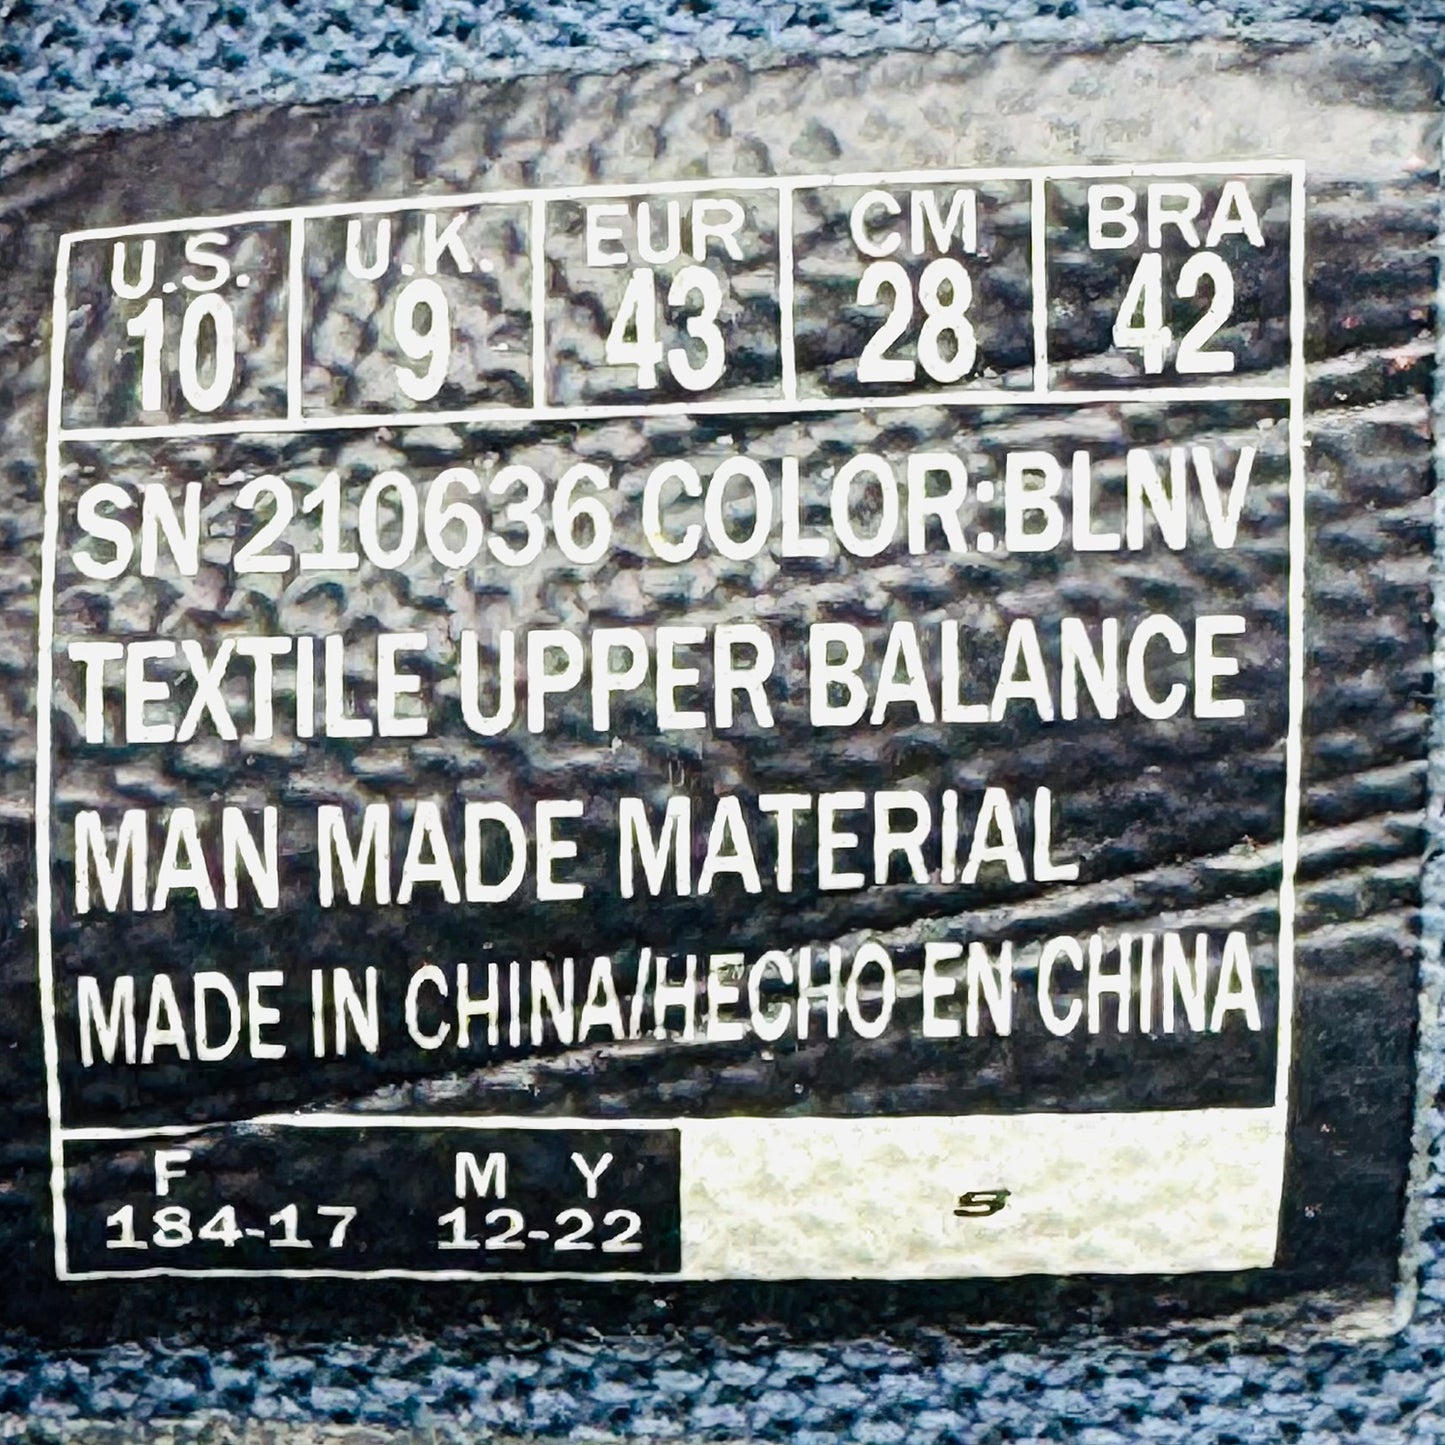 U.S. U.K. EUR CM BRA
10 9 43 28 42
SN 210636 COLOR:BLNV
TEXTILE UPPER BALANCE
MAN MADE MATERIAL
MADE IN CHINA/HECHO EN CHINA
F M Y
184-17 12-22
S